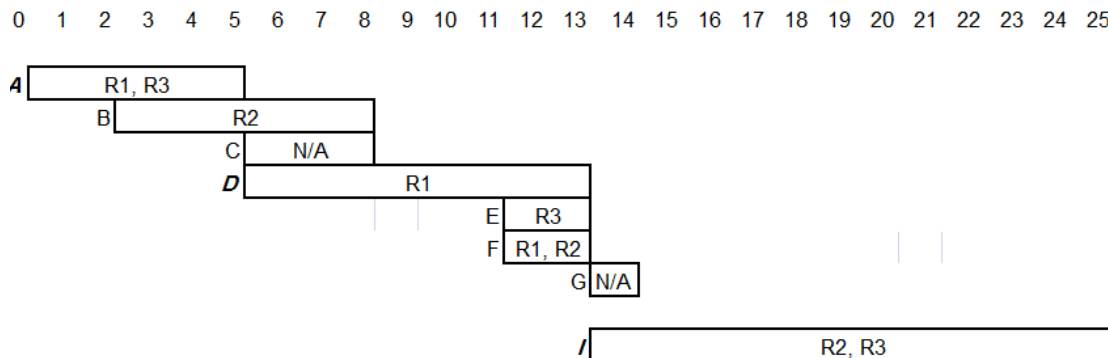 0 1 2 3 4 5 6 7 8 9 10 11 12 13 14 15 16 17 18 19 20 21 22 23 24 25
A R1, R3
B R2
C N/A
D R1
E R3
F R1, R2
G N/A
I R2, R3